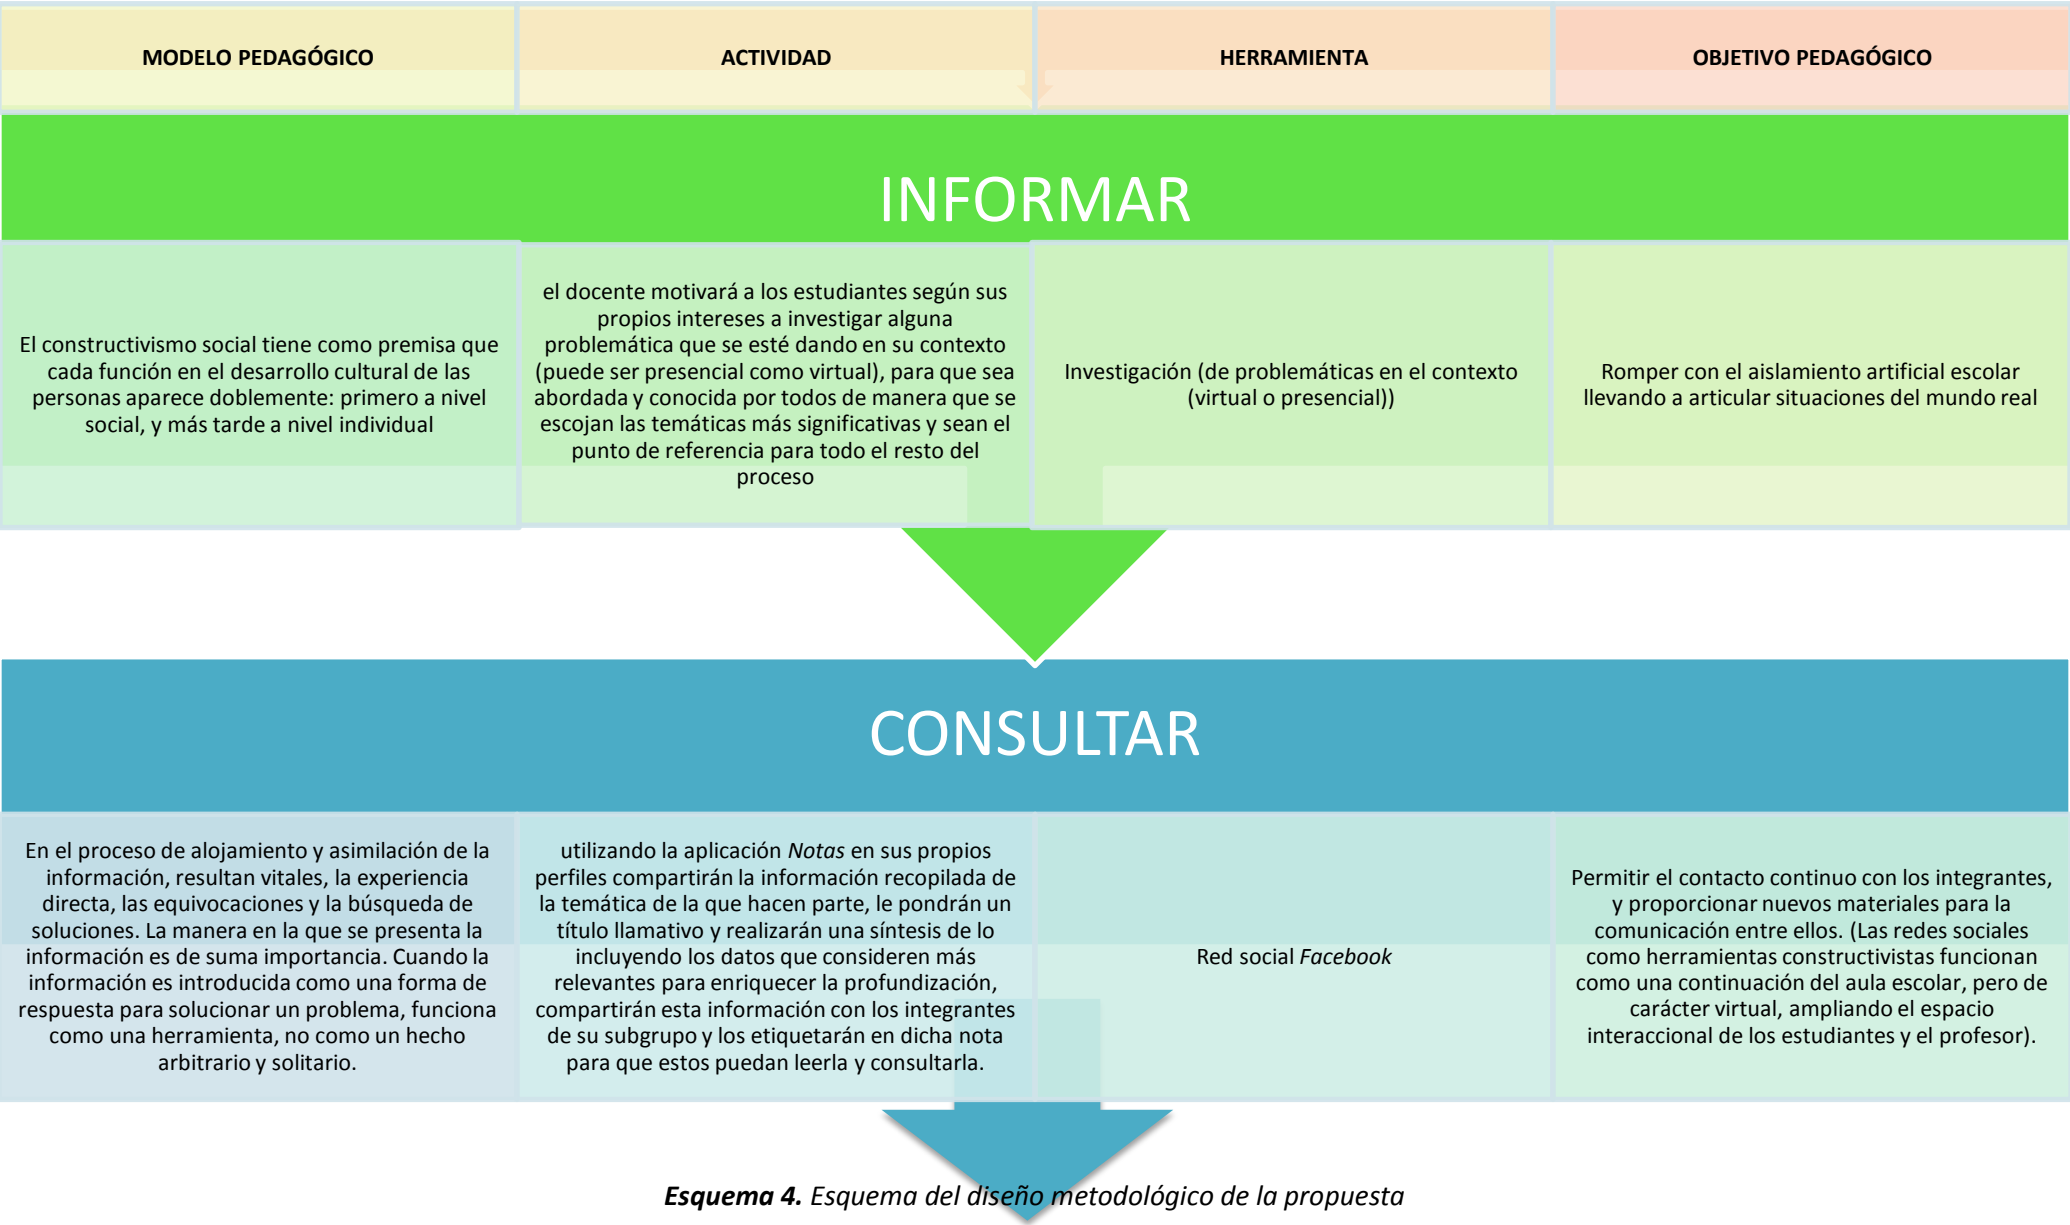 MODELO PEDAGÓGICO
ACTIVIDAD
HERRAMIENTA
OBJETIVO PEDAGÓGICO
INFORMAR
El constructivismo social tiene como premisa que
cada función en el desarrollo cultural de las
personas aparece doblemente: primero a nivel
social, y más tarde a nivel individual
el docente motivará a los estudiantes según sus
propios intereses a investigar alguna
problemática que se esté dando en su contexto
(puede ser presencial como virtual), para que sea
abordada y conocida por todos de manera que se
escojan las temáticas más significativas y sean el
punto de referencia para todo el resto del
proceso
Investigación (de problemáticas en el contexto
(virtual o presencial))
Romper con el aislamiento artificial escolar
llevando a articular situaciones del mundo real
CONSULTAR
En el proceso de alojamiento y asimilación de la
información, resultan vitales, la experiencia
directa, las equivocaciones y la búsqueda de
soluciones. La manera en la que se presenta la
información es de suma importancia. Cuando la
información es introducida como una forma de
respuesta para solucionar un problema, funciona
como una herramienta, no como un hecho
arbitrario y solitario.
utilizando la aplicación Notas en sus propios
perfiles compartirán la información recopilada de
la temática de la que hacen parte, le pondrán un
título llamativo y realizarán una síntesis de lo
incluyendo los datos que consideren más
relevantes para enriquecer la profundización,
compartirán esta información con los integrantes
de su subgrupo y los etiquetarán en dicha nota
para que estos puedan leerla y consultarla.
Red social Facebook
Permitir el contacto continuo con los integrantes,
y proporcionar nuevos materiales para la
comunicación entre ellos. (Las redes sociales
como herramientas constructivistas funcionan
como una continuación del aula escolar, pero de
carácter virtual, ampliando el espacio
interaccional de los estudiantes y el profesor).
Esquema 4. Esquema del diseño metodológico de la propuesta